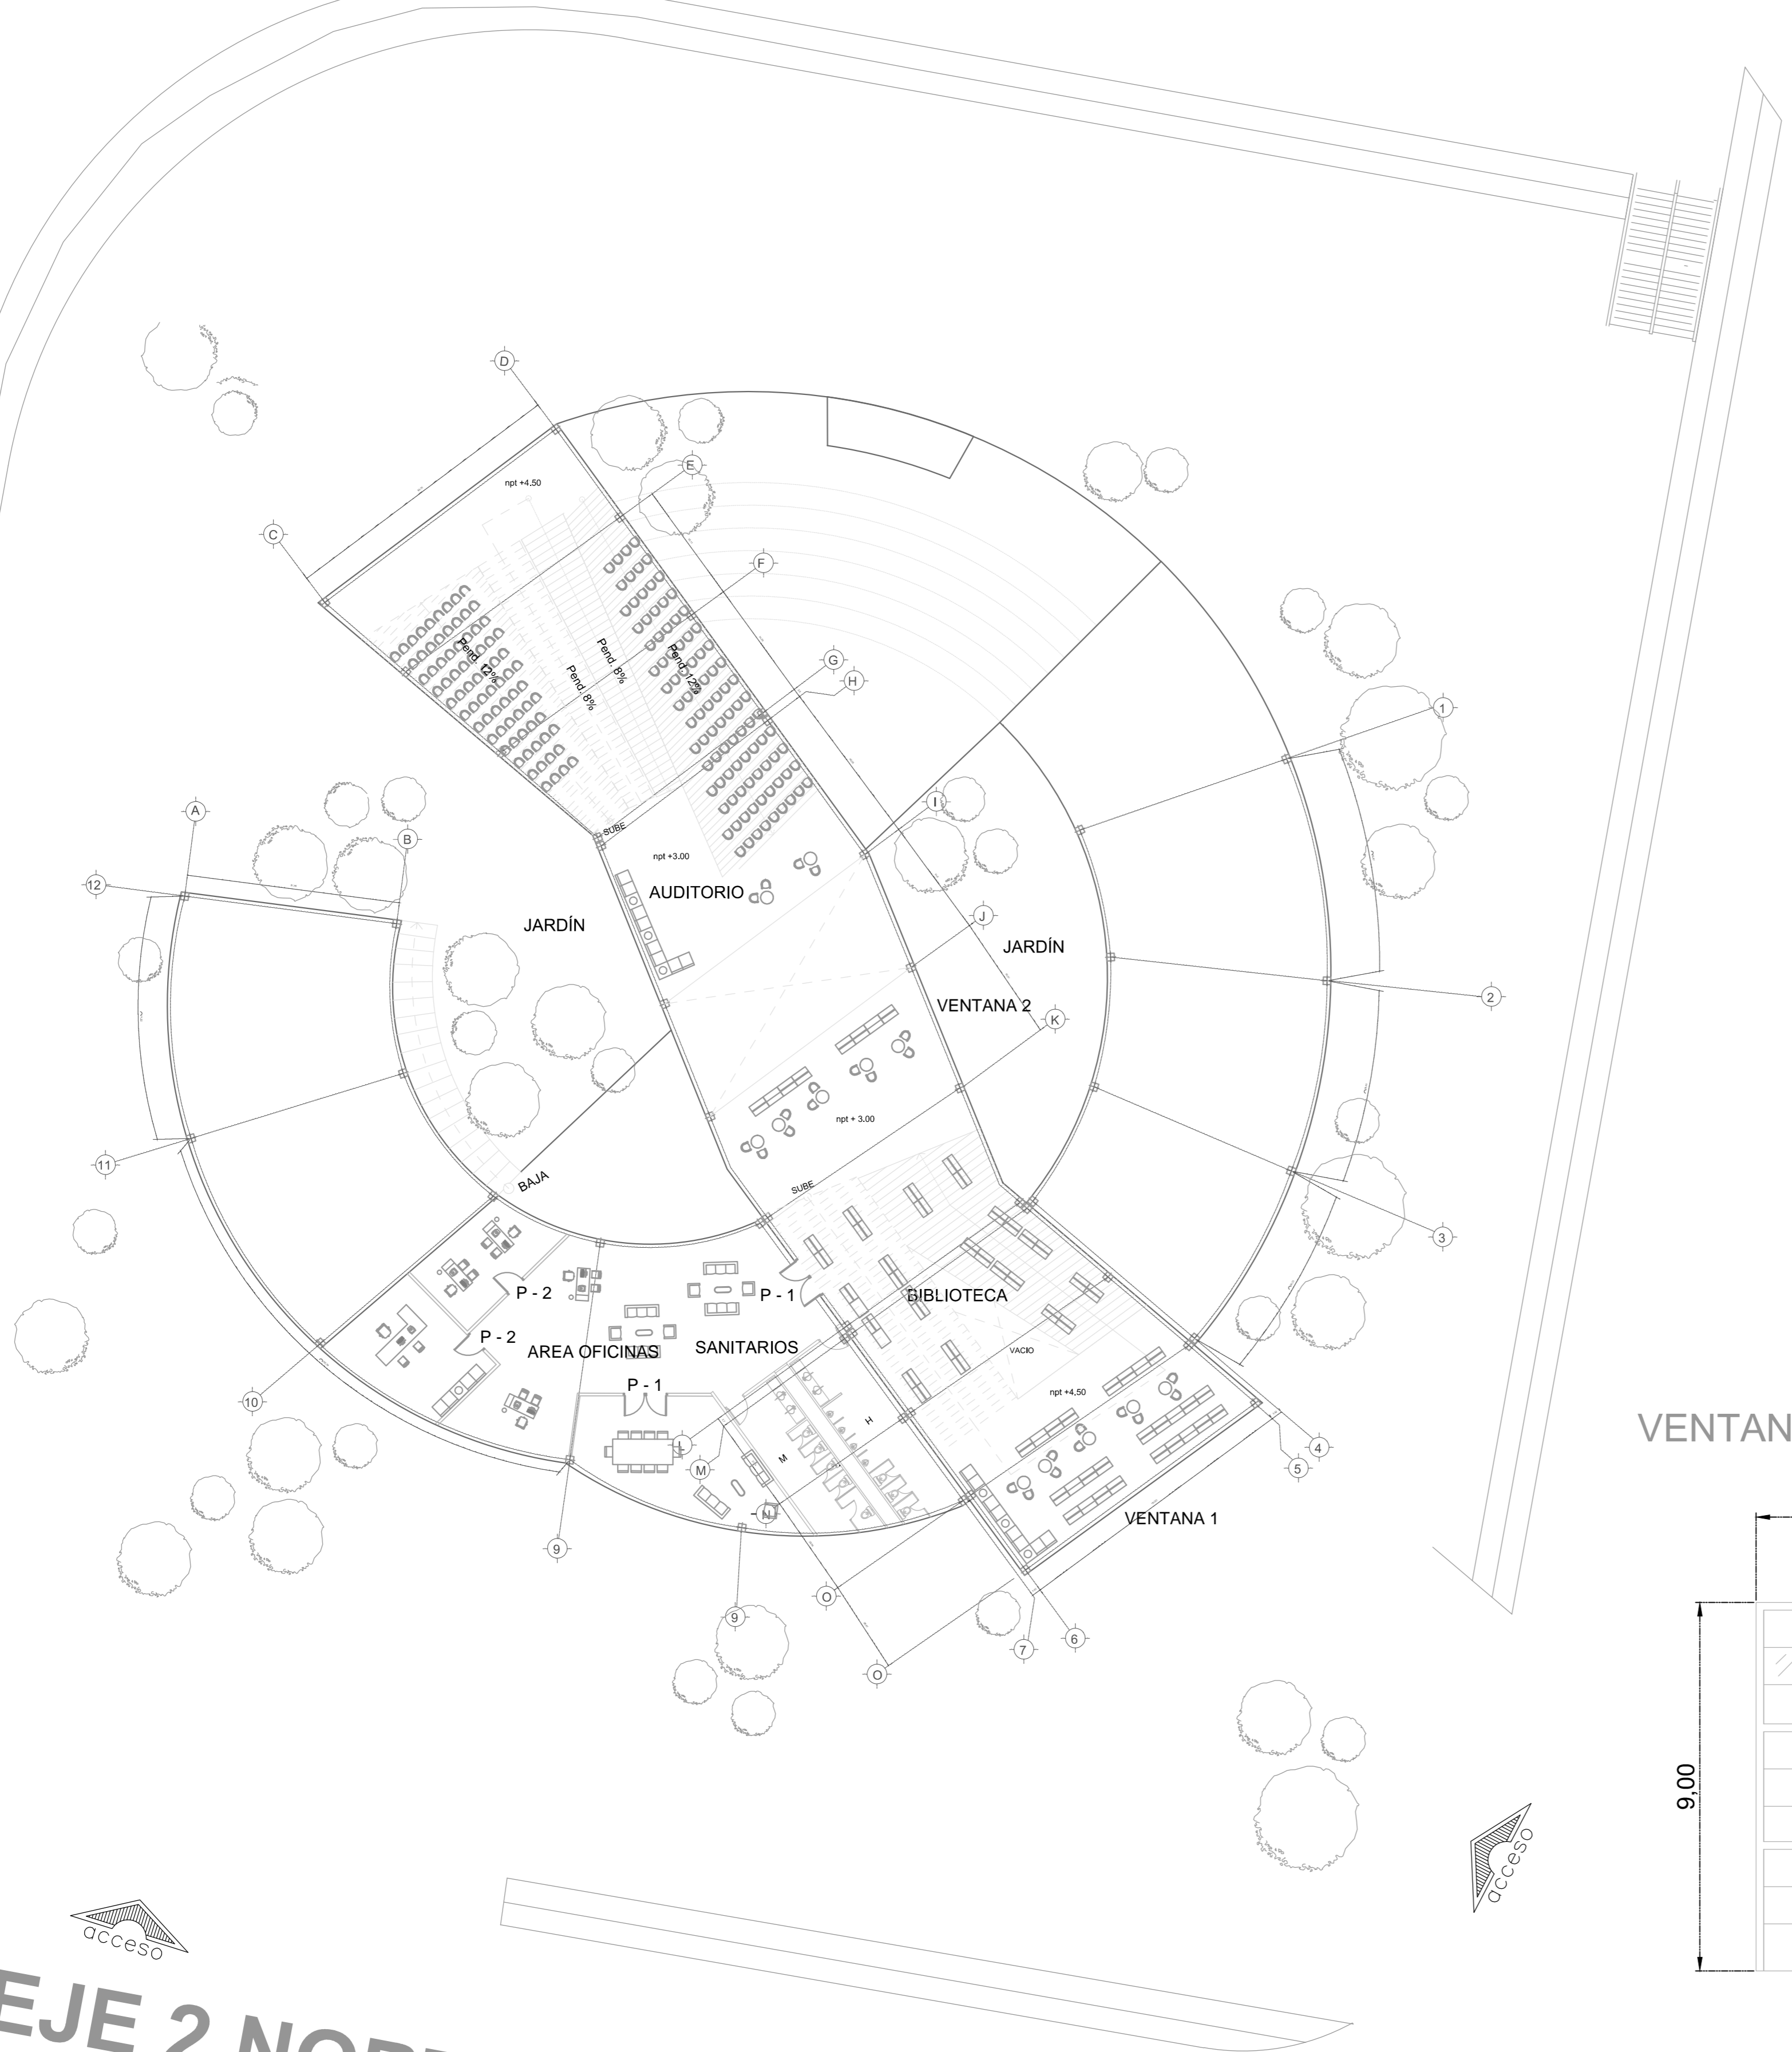 D
npt +4.50
E
C
F
Pend. 12%
Pend. 8%
Pend. 8%
Pend. 12%
G
H
1
I
A
B
SUBE
npt +3.00
12
AUDITORIO
J
JARDÍN
JARDÍN
2
VENTANA 2
K
npt + 3.00
11
BAJA
SUBE
3
P - 2
P - 1
BIBLIOTECA
P - 2
AREA OFICINAS
SANITARIOS
VACIO
P - 1
npt +4,50
10
H
L
M
M
4
5
VENTAN
N
VENTANA 1
9
O
9
6
7
O
9,00
acceso
acceso
EJE 2 NOR